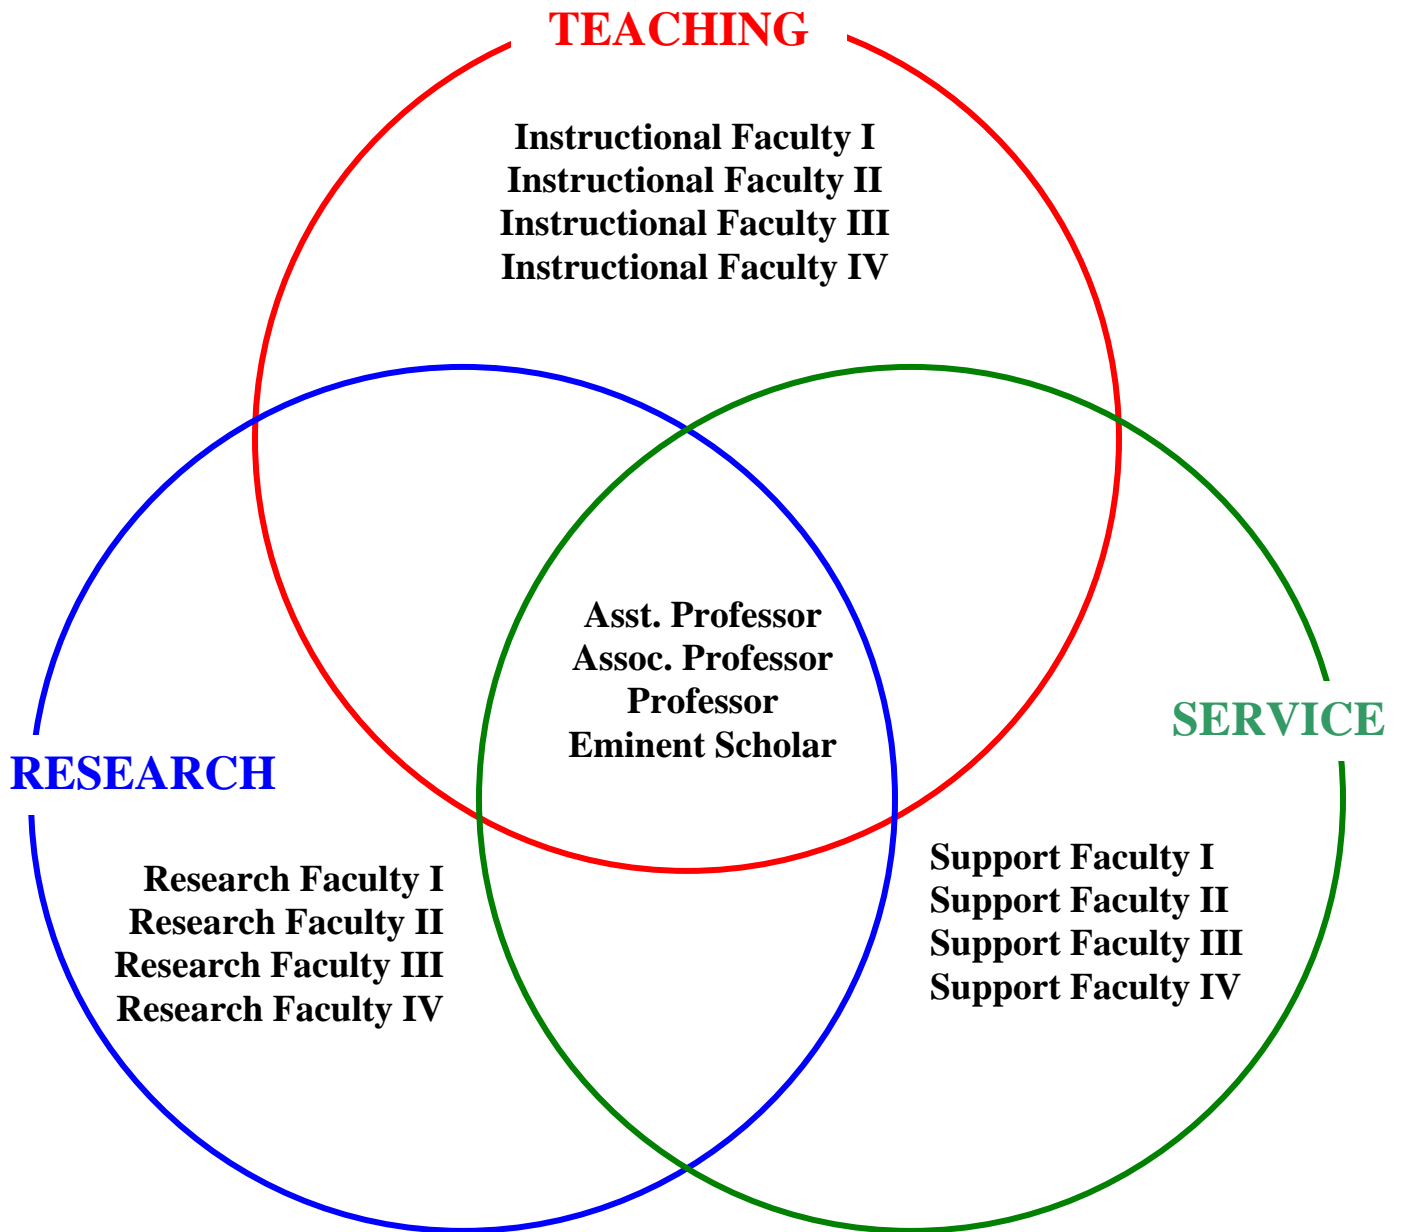 TEACHING
Instructional Faculty I
Instructional Faculty II
Instructional Faculty III
Instructional Faculty IV
Asst. Professor
Assoc. Professor
Professor
Eminent Scholar
SERVICE
RESEARCH
Research Faculty I
Research Faculty II
Research Faculty III
Research Faculty IV
Support Faculty I
Support Faculty II
Support Faculty III
Support Faculty IV